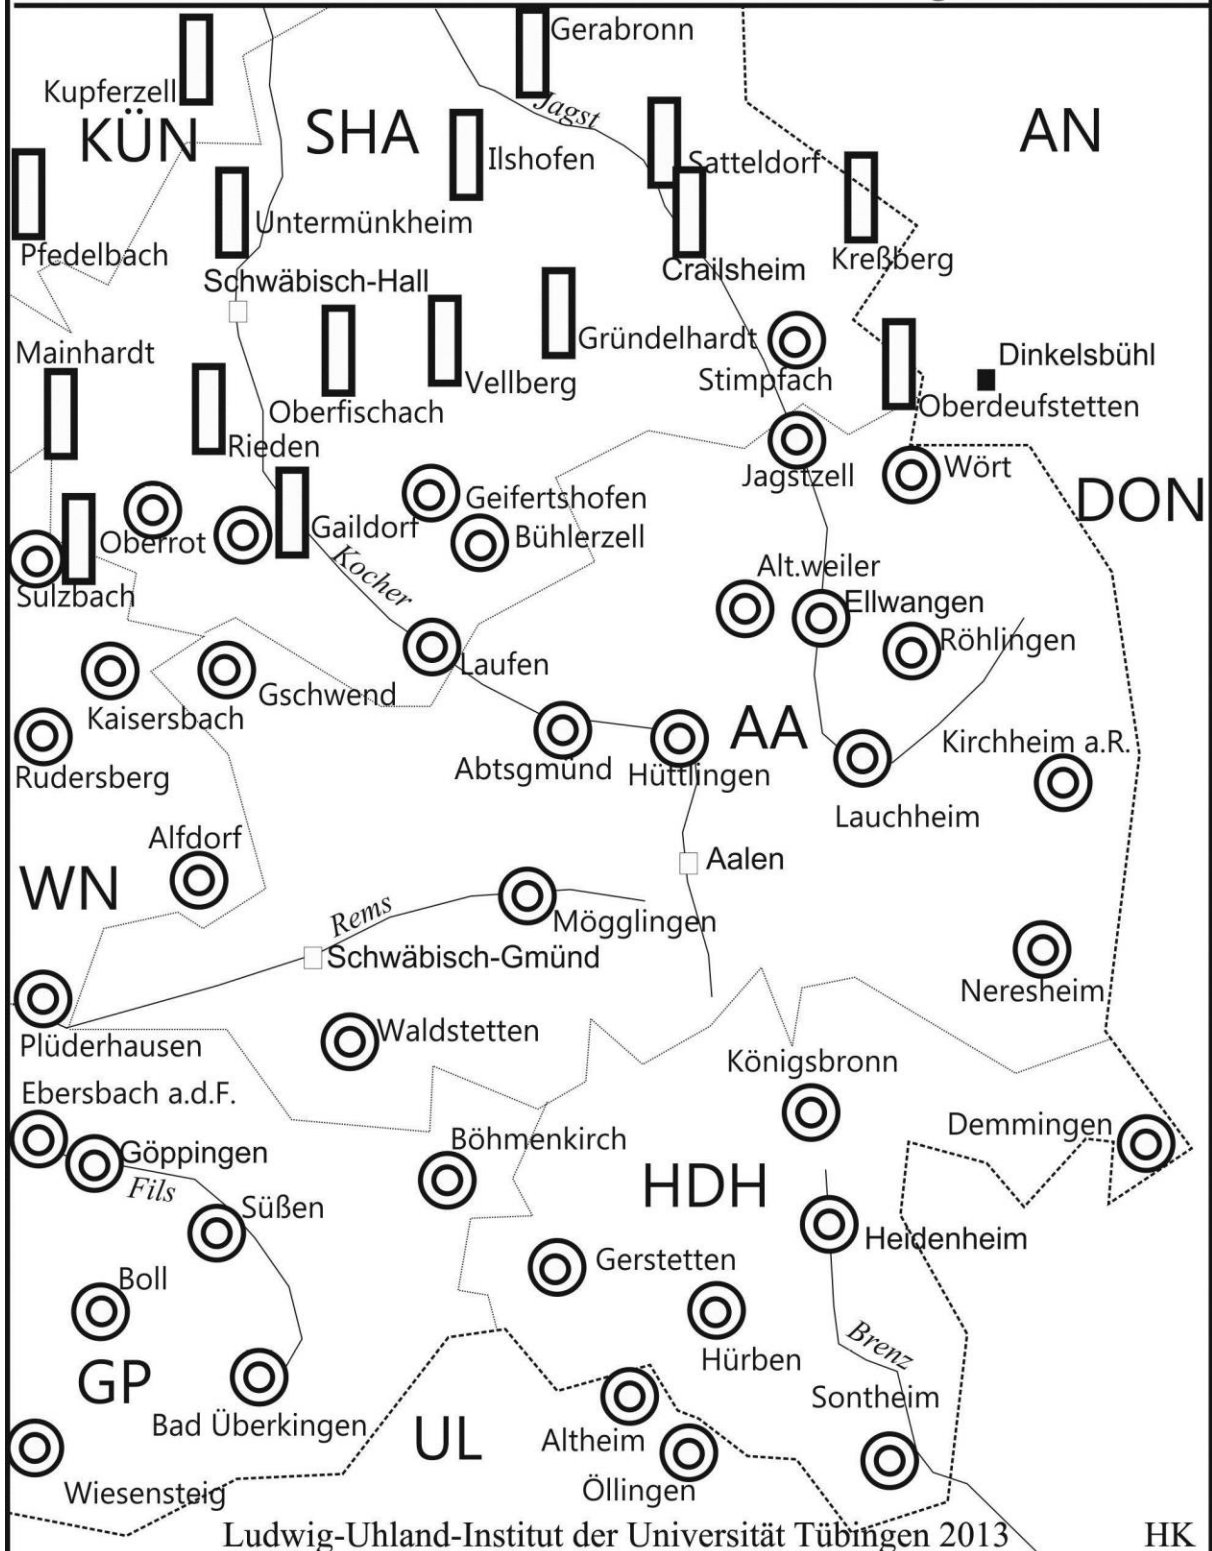 Gerabronn
Kupferzell
Jagst
KÜN
SHA
AN
Ilshofen
Satteldorf
Untermünkheim
Pfedelbach
Kreßberg
Crailsheim
Schwäbisch-Hall
Gründelhardt
Mainhardt
Dinkelsbühl
Stimpfach
Vellberg
Oberfischach
Oberdeufstetten
Rieden
Jagstzell
Wört
DON
Geifertshofen
Gaildorf
Bühlerzell
Oberrot
Kocher
Alt.weiler
Sulzbach
Ellwangen
Röhlingen
Laufen
Gschwend
Kaisersbach
AA
Kirchheim a.R.
Abtsgmünd
Hüttlingen
Rudersberg
Lauchheim
Alfdorf
Aalen
WN
Rems
Mögglingen
Schwäbisch-Gmünd
Neresheim
Waldstetten
Plüderhausen
Königsbronn
Ebersbach a.d.F.
Demmingen
Böhmenkirch
Göppingen
Fils
HDH
Süßen
Heidenheim
Gerstetten
Boll
Brenz
Hürben
GP
Sontheim
Bad Überkingen
UL
Altheim
Öllingen
Wiesensteig
Ludwig-Uhland-Institut der Universität Tübingen 2013 HK